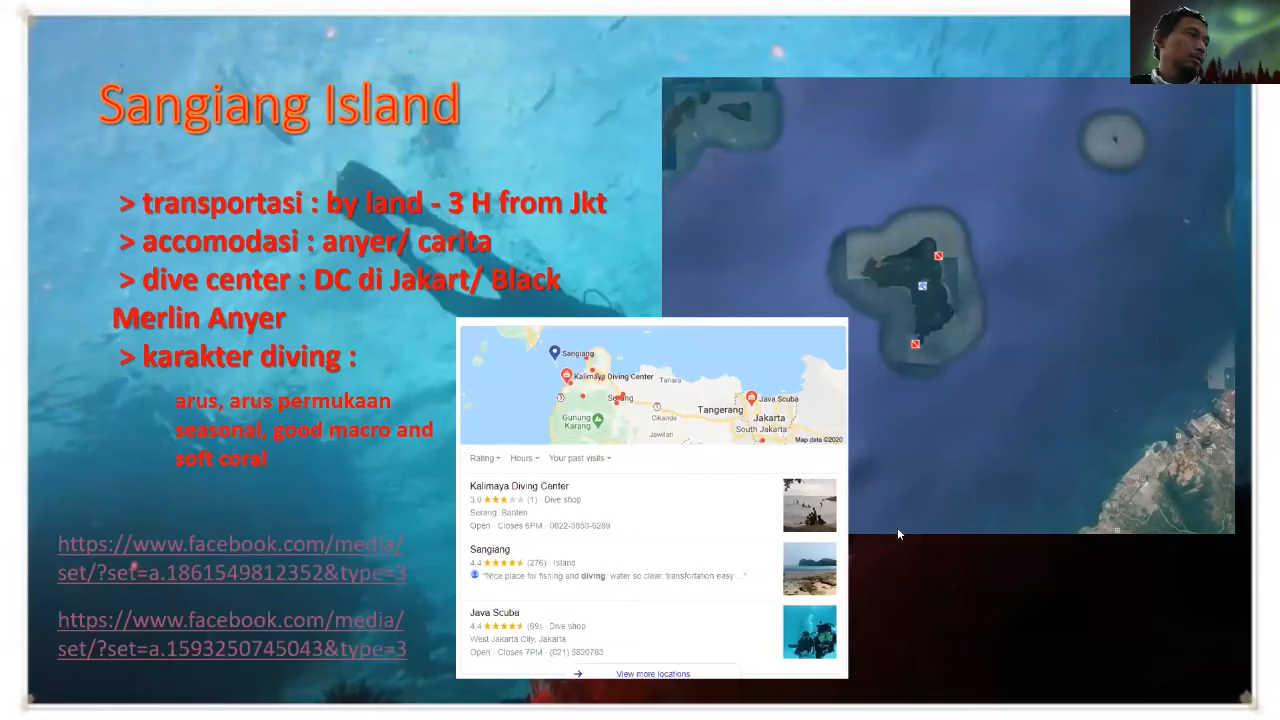 Sangiang Island
> transportasi : by land - 3 H from Jkt
> accomodasi : anyer/ carita
> dive center : DC di Jakart/ Black
Merlin Anyer
> karakter diving :
arus, arus permukaan
seasonal, good macro and
soft coral
https://www.facebook.com/media/
set/?set=a.1861549812352&type=3
https://www.facebook.com/media/
set/?set=a.1593250745043&type=3
Sangiang
Kalimaya Diving Center
Tanara
Serang
Cikande
Tangerang
Java Scuba
Jakarta
South Jakarta
Gunung
Karang
Jawilan
Map data ©2020
Rating Hours Your past visits
Kalimaya Diving Center
3.0 (1) · Dive shop
Serang, Banten
Open · Closes 6PM · 0822-3853-6269
Sangiang
4.4 (276) · Island
"Nice place for fishing and diving, water so clear, transfortation easy ..."
Java Scuba
4.4 (69) · Dive shop
West Jakarta City, Jakarta
Open · Closes 7PM · (021) 5820783
View more locations